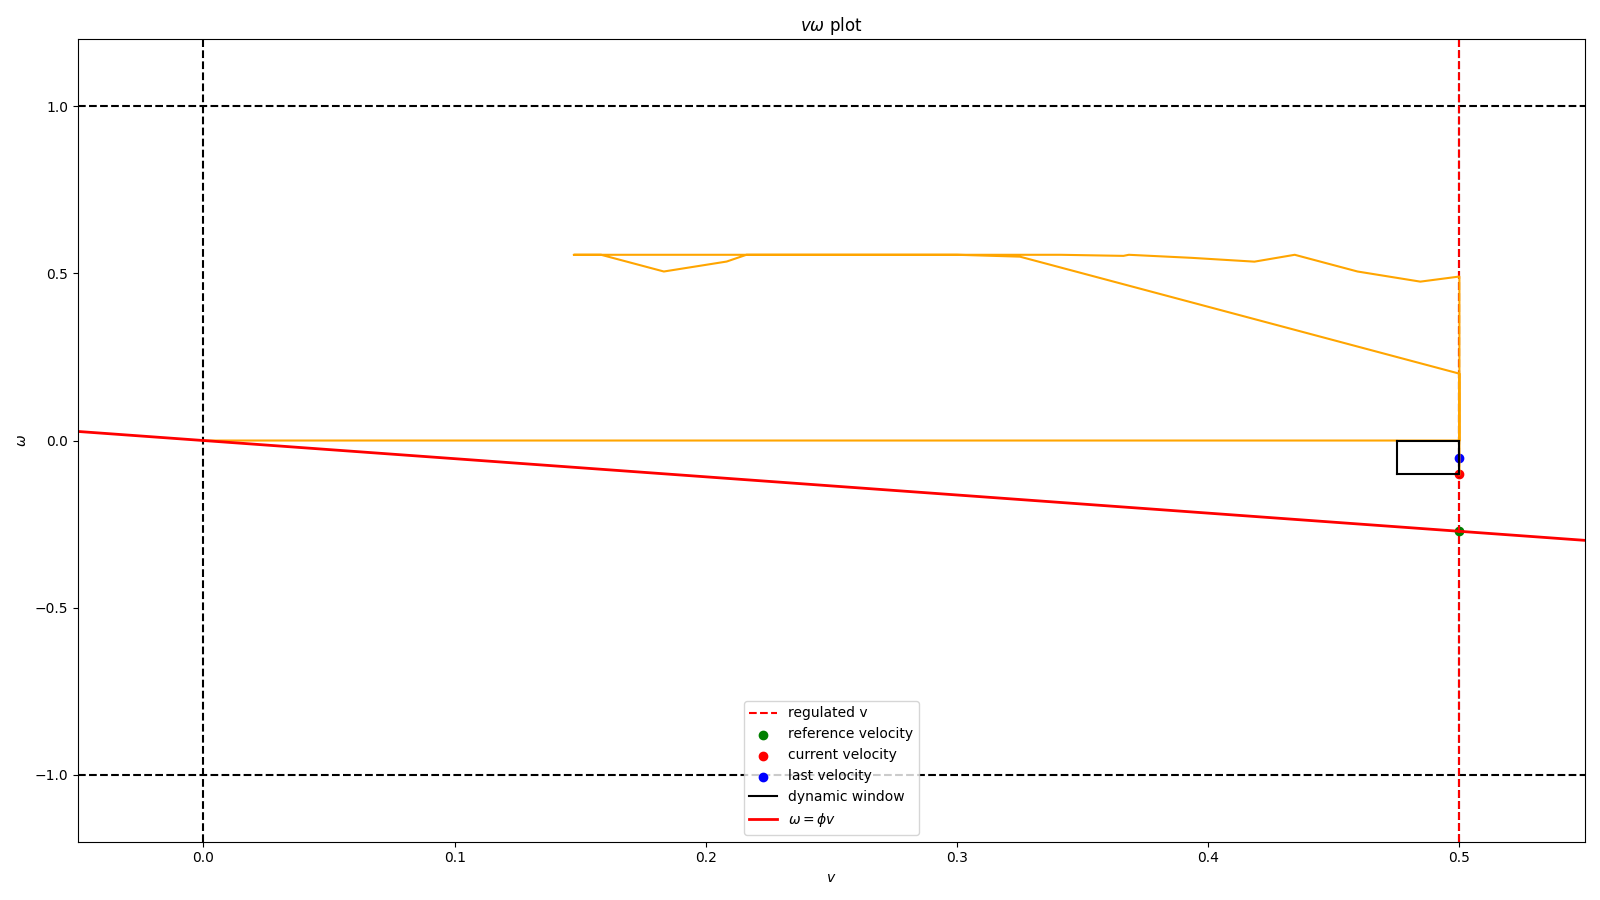 vω plot
1.0
0.5
0.0
−0.5
−1.0
ω
0.0
0.1
0.2
0.3
0.4
0.5
v
regulated v
reference velocity
current velocity
last velocity
dynamic window
ω = ϕv